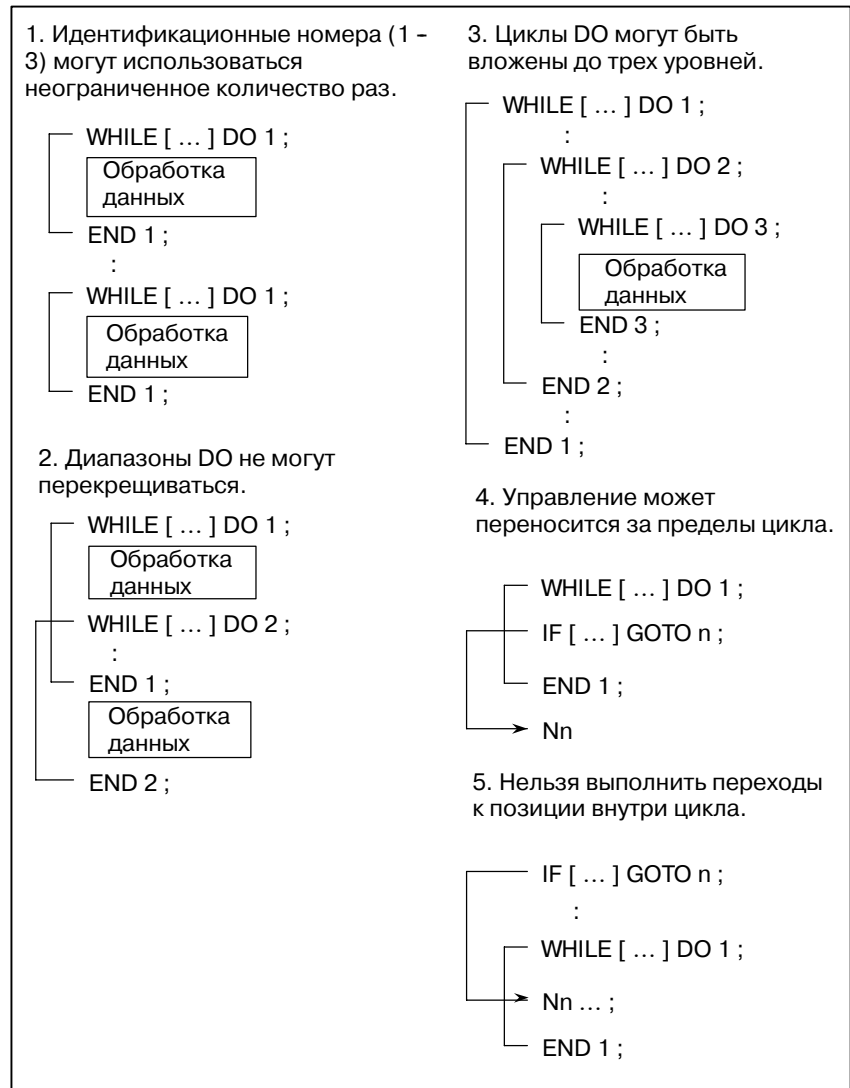 1. Идентификационные номера (1 -
3) могут использоваться
неограниченное количество раз.
WHILE [ … ] DO 1 ;
Обработка
данных
END 1 ;
:
WHILE [ … ] DO 1 ;
Обработка
данных
END 1 ;
2. Диапазоны DO не могут
перекрещиваться.
WHILE [ … ] DO 1 ;
Обработка
данных
WHILE [ … ] DO 2 ;
:
END 1 ;
Обработка
данных
END 2 ;
3. Циклы DO могут быть
вложены до трех уровней.
WHILE [ … ] DO 1 ;
:
WHILE [ … ] DO 2 ;
:
WHILE [ … ] DO 3 ;
Обработка
данных
END 3 ;
:
END 2 ;
:
END 1 ;
4. Управление может
переносится за пределы цикла.
WHILE [ … ] DO 1 ;
IF [ … ] GOTO n ;
END 1 ;
Nn
5. Нельзя выполнить переходы
к позиции внутри цикла.
IF [ … ] GOTO n ;
:
WHILE [ … ] DO 1 ;
Nn … ;
END 1 ;